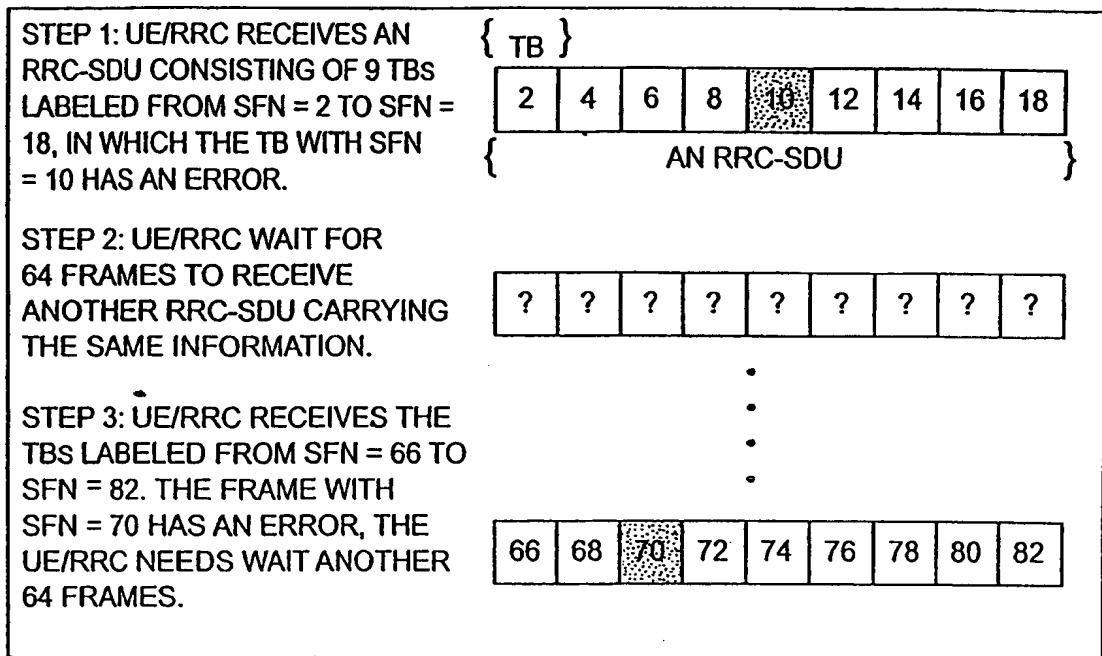 STEP 1: UE/RRC RECEIVES AN
RRC-SDU CONSISTING OF 9 TBs
LABELED FROM SFN = 2 TO SFN =
18, IN WHICH THE TB WITH SFN
= 10 HAS AN ERROR.
{ TB }
2 4 6 8 10 12 14 16 18
{ AN RRC-SDU }
STEP 2: UE/RRC WAIT FOR
64 FRAMES TO RECEIVE
ANOTHER RRC-SDU CARRYING
THE SAME INFORMATION.
? ? ? ? ? ? ? ? ?
STEP 3: UE/RRC RECEIVES THE
TBs LABELED FROM SFN = 66 TO
SFN = 82. THE FRAME WITH
SFN = 70 HAS AN ERROR, THE
UE/RRC NEEDS WAIT ANOTHER
64 FRAMES.
66 68 70 72 74 76 78 80 82